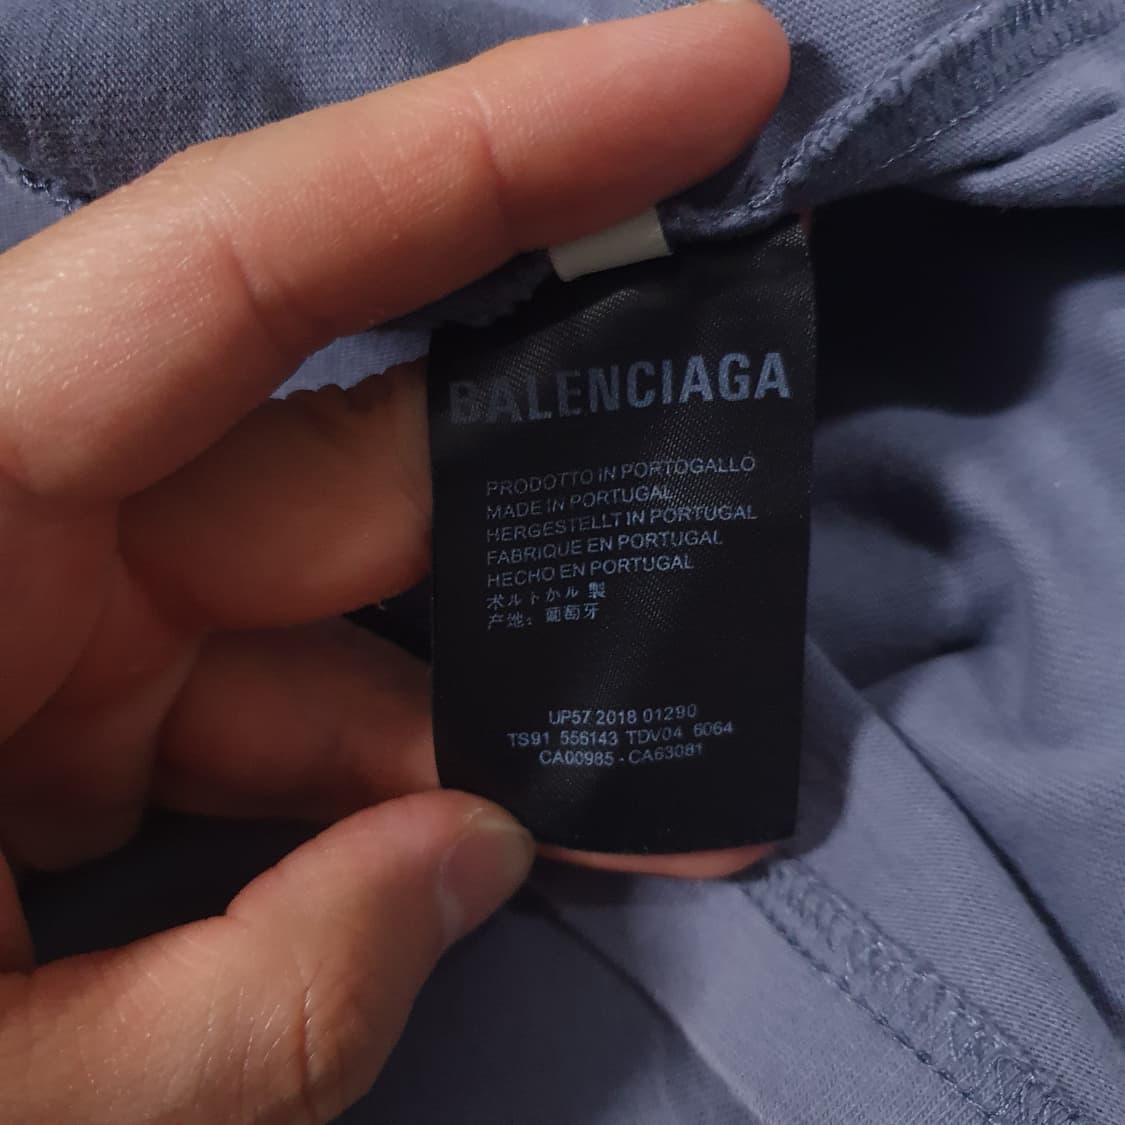 BALENCIAGA
PRODOTTO IN PORTOGALLO
MADE IN PORTUGAL
HERGESTELLT IN PORTUGAL
FABRIQUE EN PORTUGAL
HECHO EN PORTUGAL
ポルトガル 製
产地: 葡萄牙
UP57 2018 01290
TS91 556143 TDV04 6064
CA00985 - CA63081